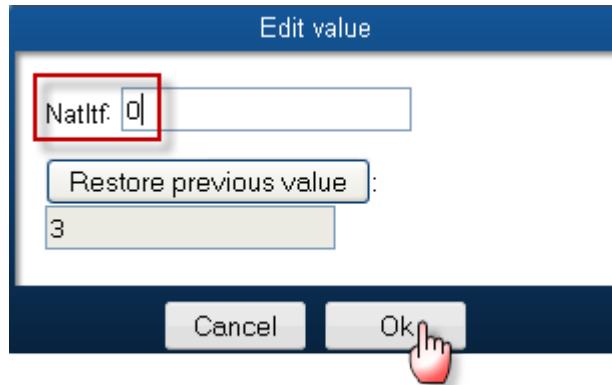 Edit value
NatItf: 0
Restore previous value :
3
Cancel Ok